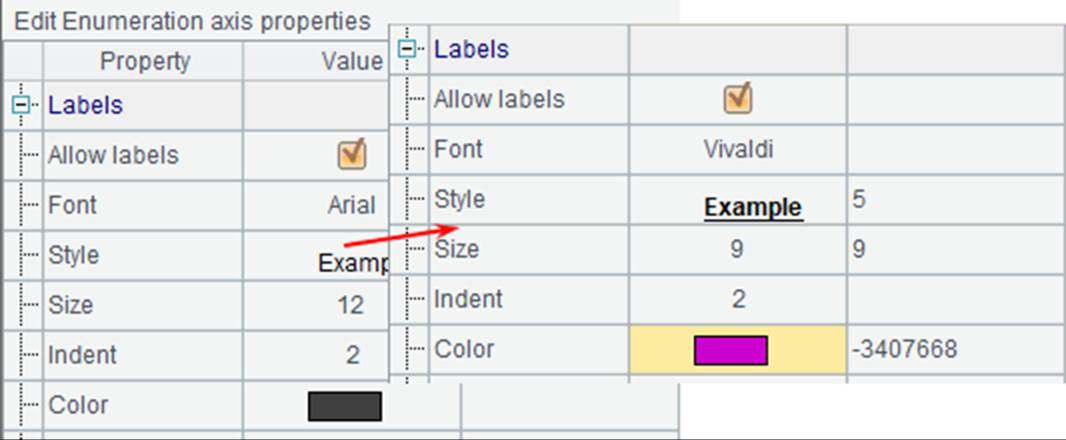 Edit Enumeration axis properties
Property Value
Labels
Allow labels
Font Arial
Style Examp
Size 12
Indent 2
Color
Labels
Allow labels
Font Vivaldi
Style Example 5
Size 9 9
Indent 2
Color -3407668